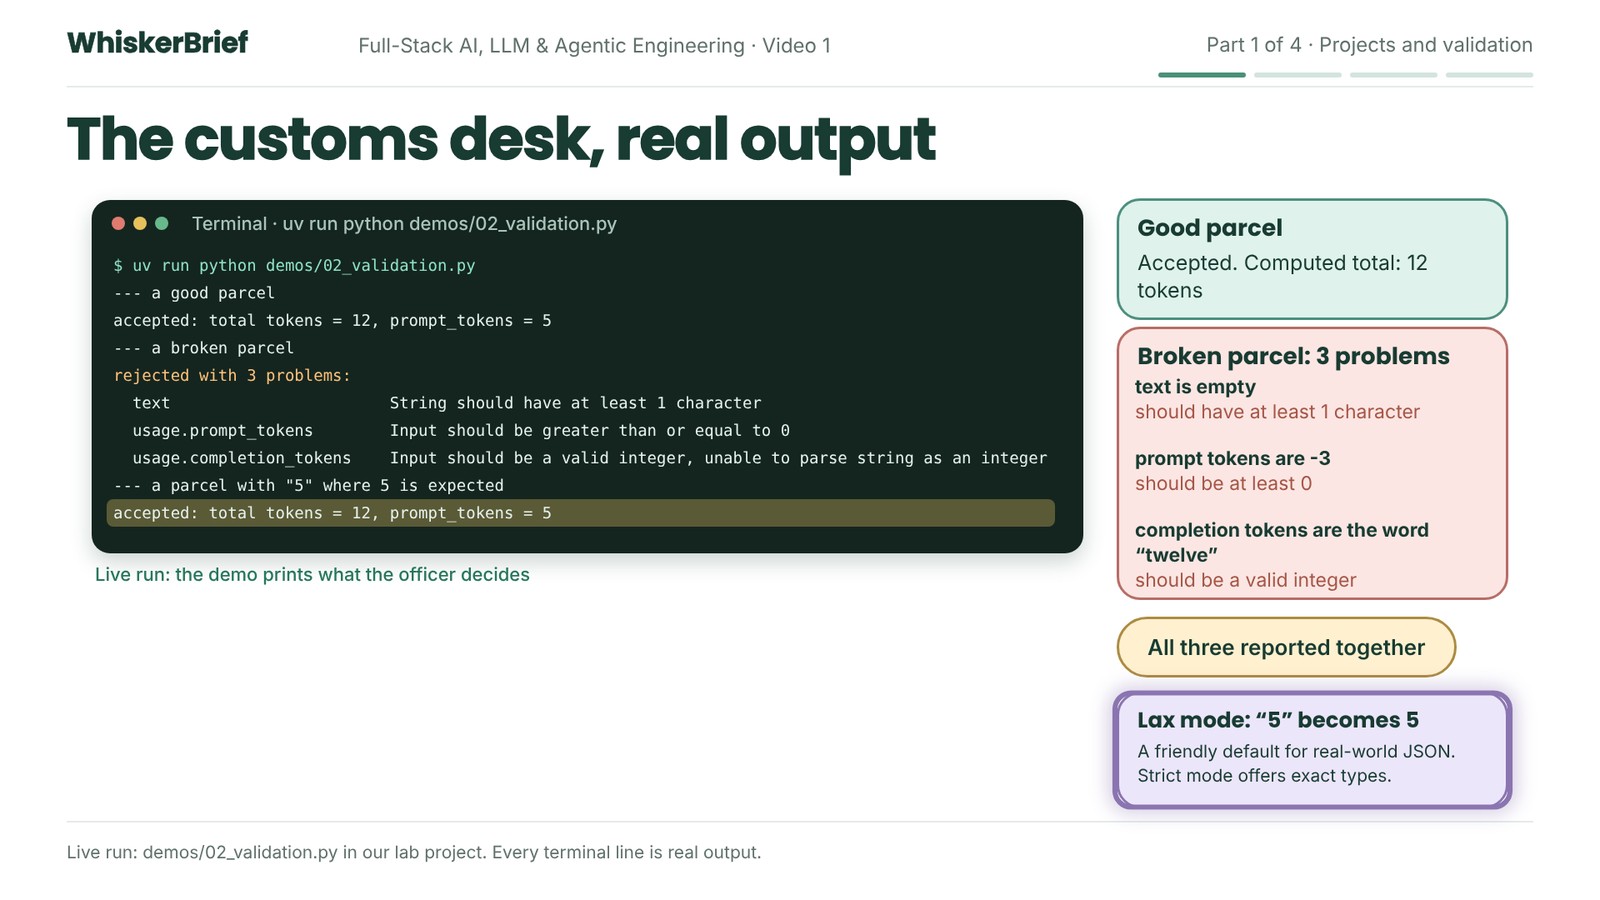 WhiskerBrief
Full-Stack AI, LLM & Agentic Engineering · Video 1
Part 1 of 4 · Projects and validation
The customs desk, real output
Terminal · uv run python demos/02_validation.py
$ uv run python demos/02_validation.py
--- a good parcel
accepted: total tokens = 12, prompt_tokens = 5
--- a broken parcel
rejected with 3 problems:
text String should have at least 1 character
usage.prompt_tokens Input should be greater than or equal to 0
usage.completion_tokens Input should be a valid integer, unable to parse string as an integer
--- a parcel with "5" where 5 is expected
accepted: total tokens = 12, prompt_tokens = 5
Live run: the demo prints what the officer decides
Good parcel
Accepted. Computed total: 12
tokens
Broken parcel: 3 problems
text is empty
should have at least 1 character
prompt tokens are -3
should be at least 0
completion tokens are the word
“twelve”
should be a valid integer
All three reported together
Lax mode: “5” becomes 5
A friendly default for real-world JSON.
Strict mode offers exact types.
Live run: demos/02_validation.py in our lab project. Every terminal line is real output.